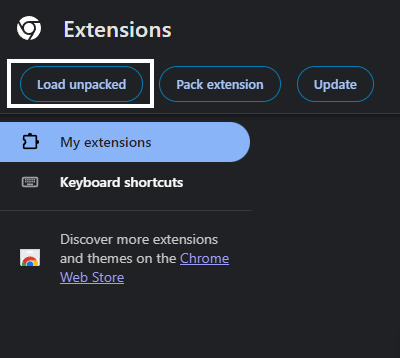 Extensions
Load unpacked
Pack extension
Update
My extensions
Keyboard shortcuts
Discover more extensions
and themes on the Chrome
Web Store